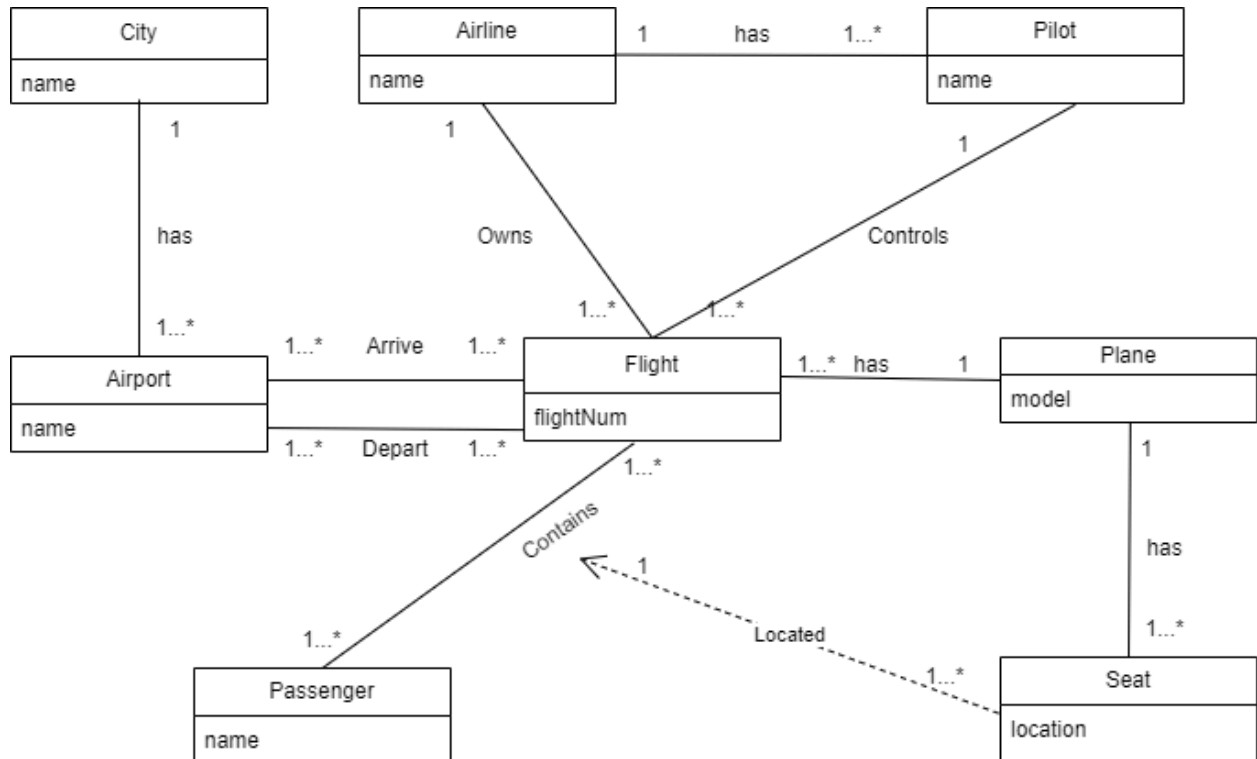 City
name
Airline
name
1 has 1...*
Pilot
name
1
1
1
has
Owns
Controls
1...*
1...*
1...*
Airport
name
1...* Arrive 1...*
1...* Depart 1...*
Flight
flightNum
1...* has 1
Plane
model
1...*
1
Contains
has
1
Located
1...*
1...*
1...*
Passenger
name
Seat
location